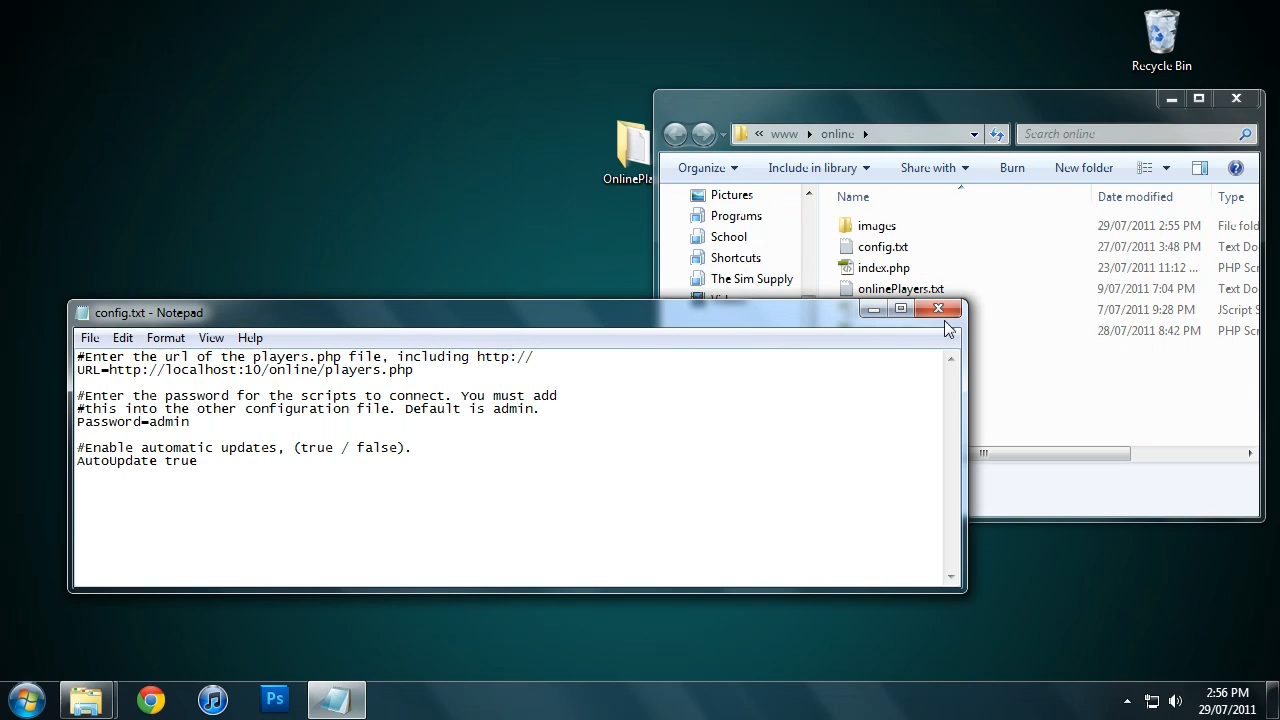 Recycle Bin
OnlinePla
« www online
Search online
Organize Include in library Share with Burn New folder
Name Date modified Type
Pictures
Programs
School
Shortcuts
The Sim Supply
images 29/07/2011 2:55 PM File fold
config.txt 27/07/2011 3:48 PM Text Do
index.php 23/07/2011 11:12 ... PHP Scr
onlinePlayers.txt 9/07/2011 7:04 PM Text Do
7/07/2011 9:28 PM JScript S
28/07/2011 8:42 PM PHP Scr
config.txt - Notepad
File Edit Format View Help
#Enter the url of the players.php file, including http://
URL=http://localhost:10/online/players.php
#Enter the password for the scripts to connect. You must add
#this into the other configuration file. Default is admin.
Password=admin
#Enable automatic updates, (true / false).
AutoUpdate true
Ps
2:56 PM
29/07/2011